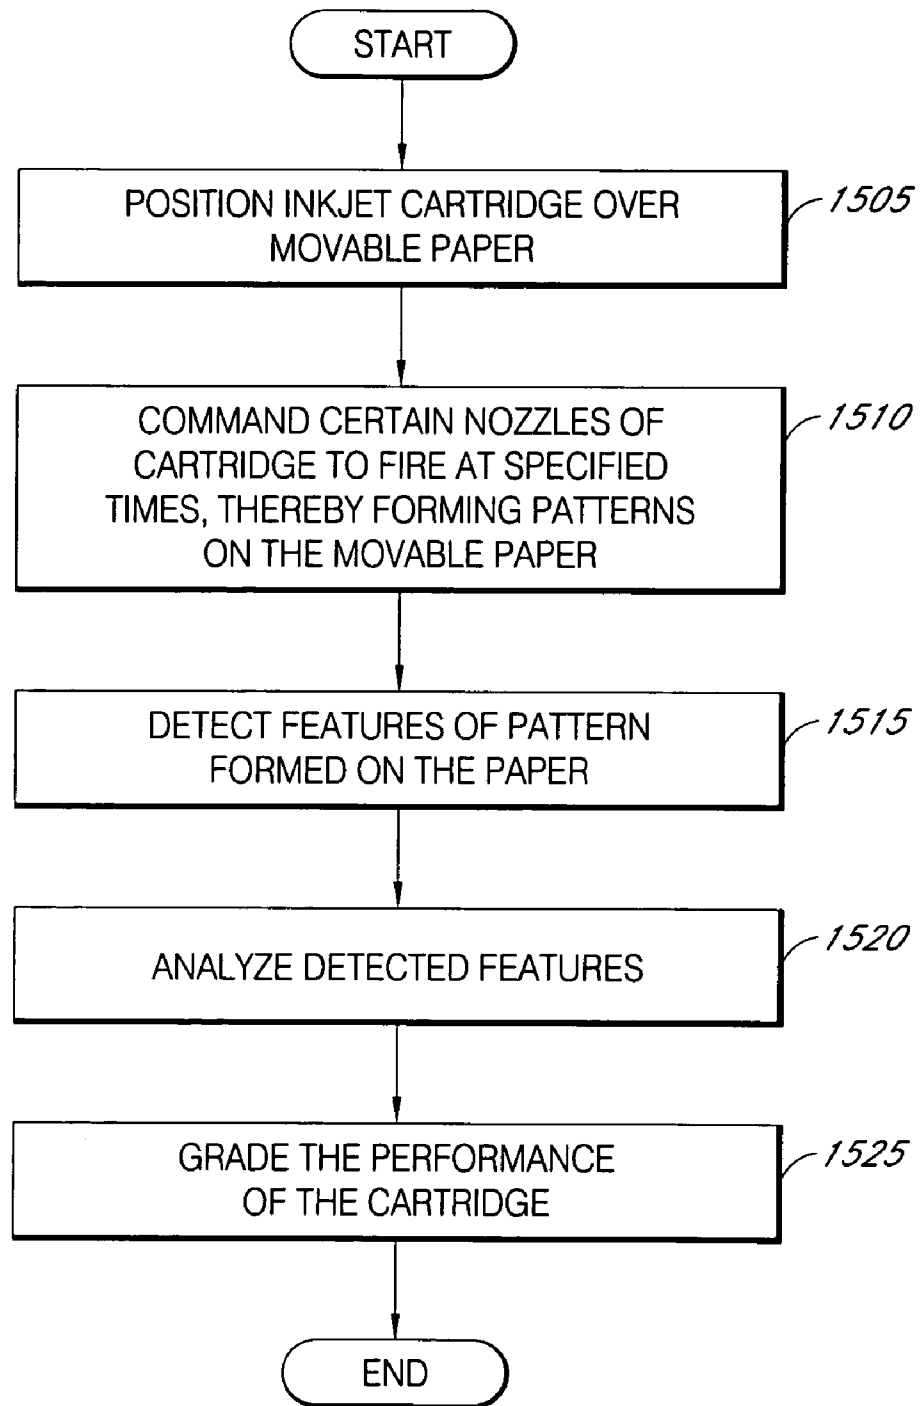 START
POSITION INKJET CARTRIDGE OVER
MOVABLE PAPER
1505
COMMAND CERTAIN NOZZLES OF
CARTRIDGE TO FIRE AT SPECIFIED
TIMES, THEREBY FORMING PATTERNS
ON THE MOVABLE PAPER
1510
DETECT FEATURES OF PATTERN
FORMED ON THE PAPER
1515
ANALYZE DETECTED FEATURES
1520
GRADE THE PERFORMANCE
OF THE CARTRIDGE
1525
END